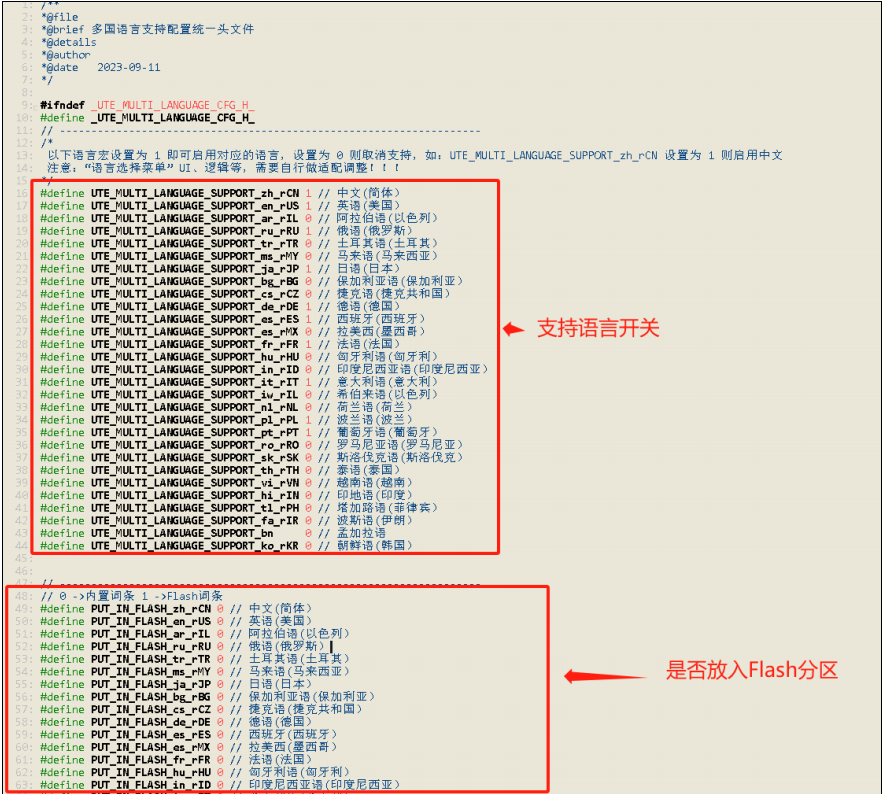 1: /**
2: *@file
3: *@brief 多国语言支持配置统一头文件
4: *@details
5: *@author
6: *@date   2023-09-11
7: */
8:
9: #ifndef _UTE_MULTI_LANGUAGE_CFG_H_
10: #define _UTE_MULTI_LANGUAGE_CFG_H_
11: // -------------------------------------------------------------------
12: /*
13: 以下语言宏设置为 1 即可启用对应的语言, 设置为 0 则取消支持, 如: UTE_MULTI_LANGUAGE_SUPPORT_zh_rCN 设置为 1 则启用中文
14: 注意: “语言选择菜单” UI、逻辑等, 需要自行做适配调整!!!
15: */
16: #define UTE_MULTI_LANGUAGE_SUPPORT_zh_rCN 1 // 中文(简体)
17: #define UTE_MULTI_LANGUAGE_SUPPORT_en_rUS 1 // 英语(美国)
18: #define UTE_MULTI_LANGUAGE_SUPPORT_ar_rIL 0 // 阿拉伯语(以色列)
19: #define UTE_MULTI_LANGUAGE_SUPPORT_ru_rRU 1 // 俄语(俄罗斯)
20: #define UTE_MULTI_LANGUAGE_SUPPORT_tr_rTR 0 // 土耳其语(土耳其)
21: #define UTE_MULTI_LANGUAGE_SUPPORT_ms_rMY 0 // 马来语(马来西亚)
22: #define UTE_MULTI_LANGUAGE_SUPPORT_ja_rJP 1 // 日语(日本)
23: #define UTE_MULTI_LANGUAGE_SUPPORT_bg_rBG 0 // 保加利亚语(保加利亚)
24: #define UTE_MULTI_LANGUAGE_SUPPORT_cs_rCZ 0 // 捷克语(捷克共和国)
25: #define UTE_MULTI_LANGUAGE_SUPPORT_de_rDE 1 // 德语(德国)
26: #define UTE_MULTI_LANGUAGE_SUPPORT_es_rES 1 // 西班牙(西班牙)
27: #define UTE_MULTI_LANGUAGE_SUPPORT_es_rMX 0 // 拉美西(墨西哥)
28: #define UTE_MULTI_LANGUAGE_SUPPORT_fr_rFR 1 // 法语(法国)
29: #define UTE_MULTI_LANGUAGE_SUPPORT_hu_rHU 0 // 匈牙利语(匈牙利)
30: #define UTE_MULTI_LANGUAGE_SUPPORT_in_rID 0 // 印度尼西亚语(印度尼西亚)
31: #define UTE_MULTI_LANGUAGE_SUPPORT_it_rIT 1 // 意大利语(意大利)
32: #define UTE_MULTI_LANGUAGE_SUPPORT_iw_rIL 0 // 希伯来语(以色列)
33: #define UTE_MULTI_LANGUAGE_SUPPORT_nl_rNL 0 // 荷兰语(荷兰)
34: #define UTE_MULTI_LANGUAGE_SUPPORT_pl_rPL 1 // 波兰语(波兰)
35: #define UTE_MULTI_LANGUAGE_SUPPORT_pt_rPT 1 // 葡萄牙语(葡萄牙)
36: #define UTE_MULTI_LANGUAGE_SUPPORT_ro_rRO 0 // 罗马尼亚语(罗马尼亚)
37: #define UTE_MULTI_LANGUAGE_SUPPORT_sk_rSK 0 // 斯洛伐克语(斯洛伐克)
38: #define UTE_MULTI_LANGUAGE_SUPPORT_th_rTH 0 // 泰语(泰国)
39: #define UTE_MULTI_LANGUAGE_SUPPORT_vi_rVN 0 // 越南语(越南)
40: #define UTE_MULTI_LANGUAGE_SUPPORT_hi_rIN 0 // 印地语(印度)
41: #define UTE_MULTI_LANGUAGE_SUPPORT_tl_rPH 0 // 塔加路语(菲律宾)
42: #define UTE_MULTI_LANGUAGE_SUPPORT_fa_rIR 0 // 波斯语(伊朗)
43: #define UTE_MULTI_LANGUAGE_SUPPORT_bn     0 // 孟加拉语
44: #define UTE_MULTI_LANGUAGE_SUPPORT_ko_rKR 0 // 朝鲜语(韩国)
支持语言开关
45:
46:
47: // -------------------------------------------------------------------
48: // 0 ->内置词条 1 ->Flash词条
49: #define PUT_IN_FLASH_zh_rCN 0 // 中文(简体)
50: #define PUT_IN_FLASH_en_rUS 0 // 英语(美国)
51: #define PUT_IN_FLASH_ar_rIL 0 // 阿拉伯语(以色列)
52: #define PUT_IN_FLASH_ru_rRU 0 // 俄语(俄罗斯)
53: #define PUT_IN_FLASH_tr_rTR 0 // 土耳其语(土耳其)
54: #define PUT_IN_FLASH_ms_rMY 0 // 马来语(马来西亚)
55: #define PUT_IN_FLASH_ja_rJP 0 // 日语(日本)
56: #define PUT_IN_FLASH_bg_rBG 0 // 保加利亚语(保加利亚)
57: #define PUT_IN_FLASH_cs_rCZ 0 // 捷克语(捷克共和国)
58: #define PUT_IN_FLASH_de_rDE 0 // 德语(德国)
59: #define PUT_IN_FLASH_es_rES 0 // 西班牙(西班牙)
60: #define PUT_IN_FLASH_es_rMX 0 // 拉美西(墨西哥)
61: #define PUT_IN_FLASH_fr_rFR 0 // 法语(法国)
62: #define PUT_IN_FLASH_hu_rHU 0 // 匈牙利语(匈牙利)
63: #define PUT_IN_FLASH_in_rID 0 // 印度尼西亚语(印度尼西亚)
是否放入Flash分区